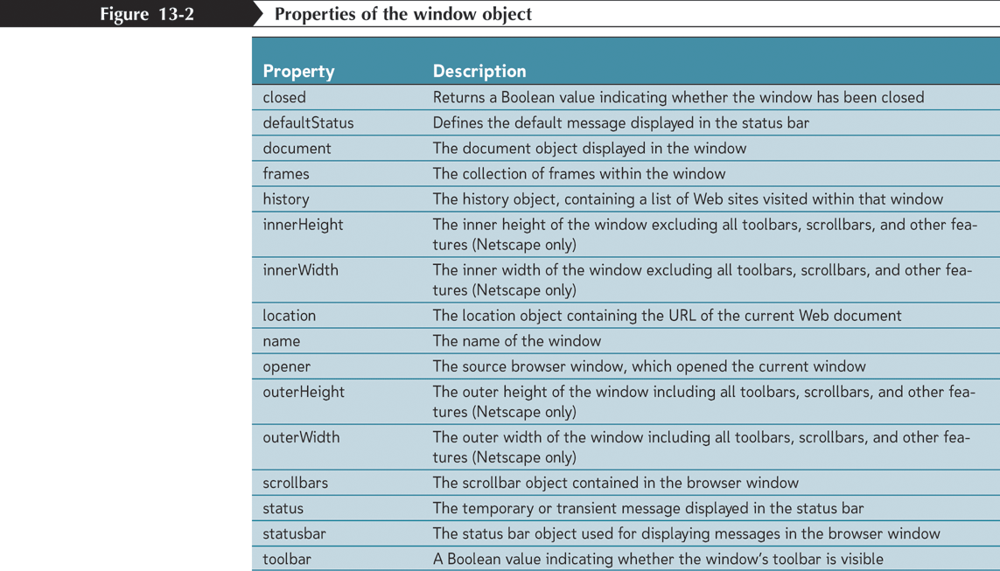 Figure 13-2 Properties of the window object
Property Description
closed Returns a Boolean value indicating whether the window has been closed
defaultStatus Defines the default message displayed in the status bar
document The document object displayed in the window
frames The collection of frames within the window
history The history object, containing a list of Web sites visited within that window
innerHeight The inner height of the window excluding all toolbars, scrollbars, and other fea-
tures (Netscape only)
innerWidth The inner width of the window excluding all toolbars, scrollbars, and other fea-
tures (Netscape only)
location The location object containing the URL of the current Web document
name The name of the window
opener The source browser window, which opened the current window
outerHeight The outer height of the window including all toolbars, scrollbars, and other fea-
tures (Netscape only)
outerWidth The outer width of the window including all toolbars, scrollbars, and other fea-
tures (Netscape only)
scrollbars The scrollbar object contained in the browser window
status The temporary or transient message displayed in the status bar
statusbar The status bar object used for displaying messages in the browser window
toolbar A Boolean value indicating whether the window's toolbar is visible